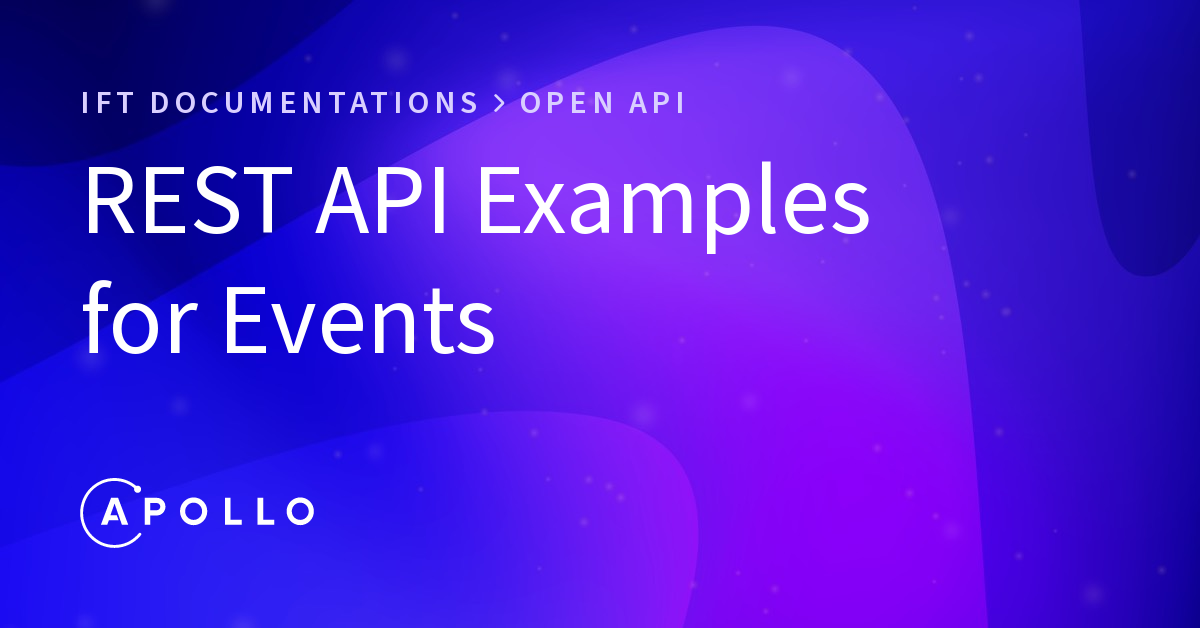 IFT DOCUMENTATIONS > OPEN API
REST API Examples
for Events
APOLLO